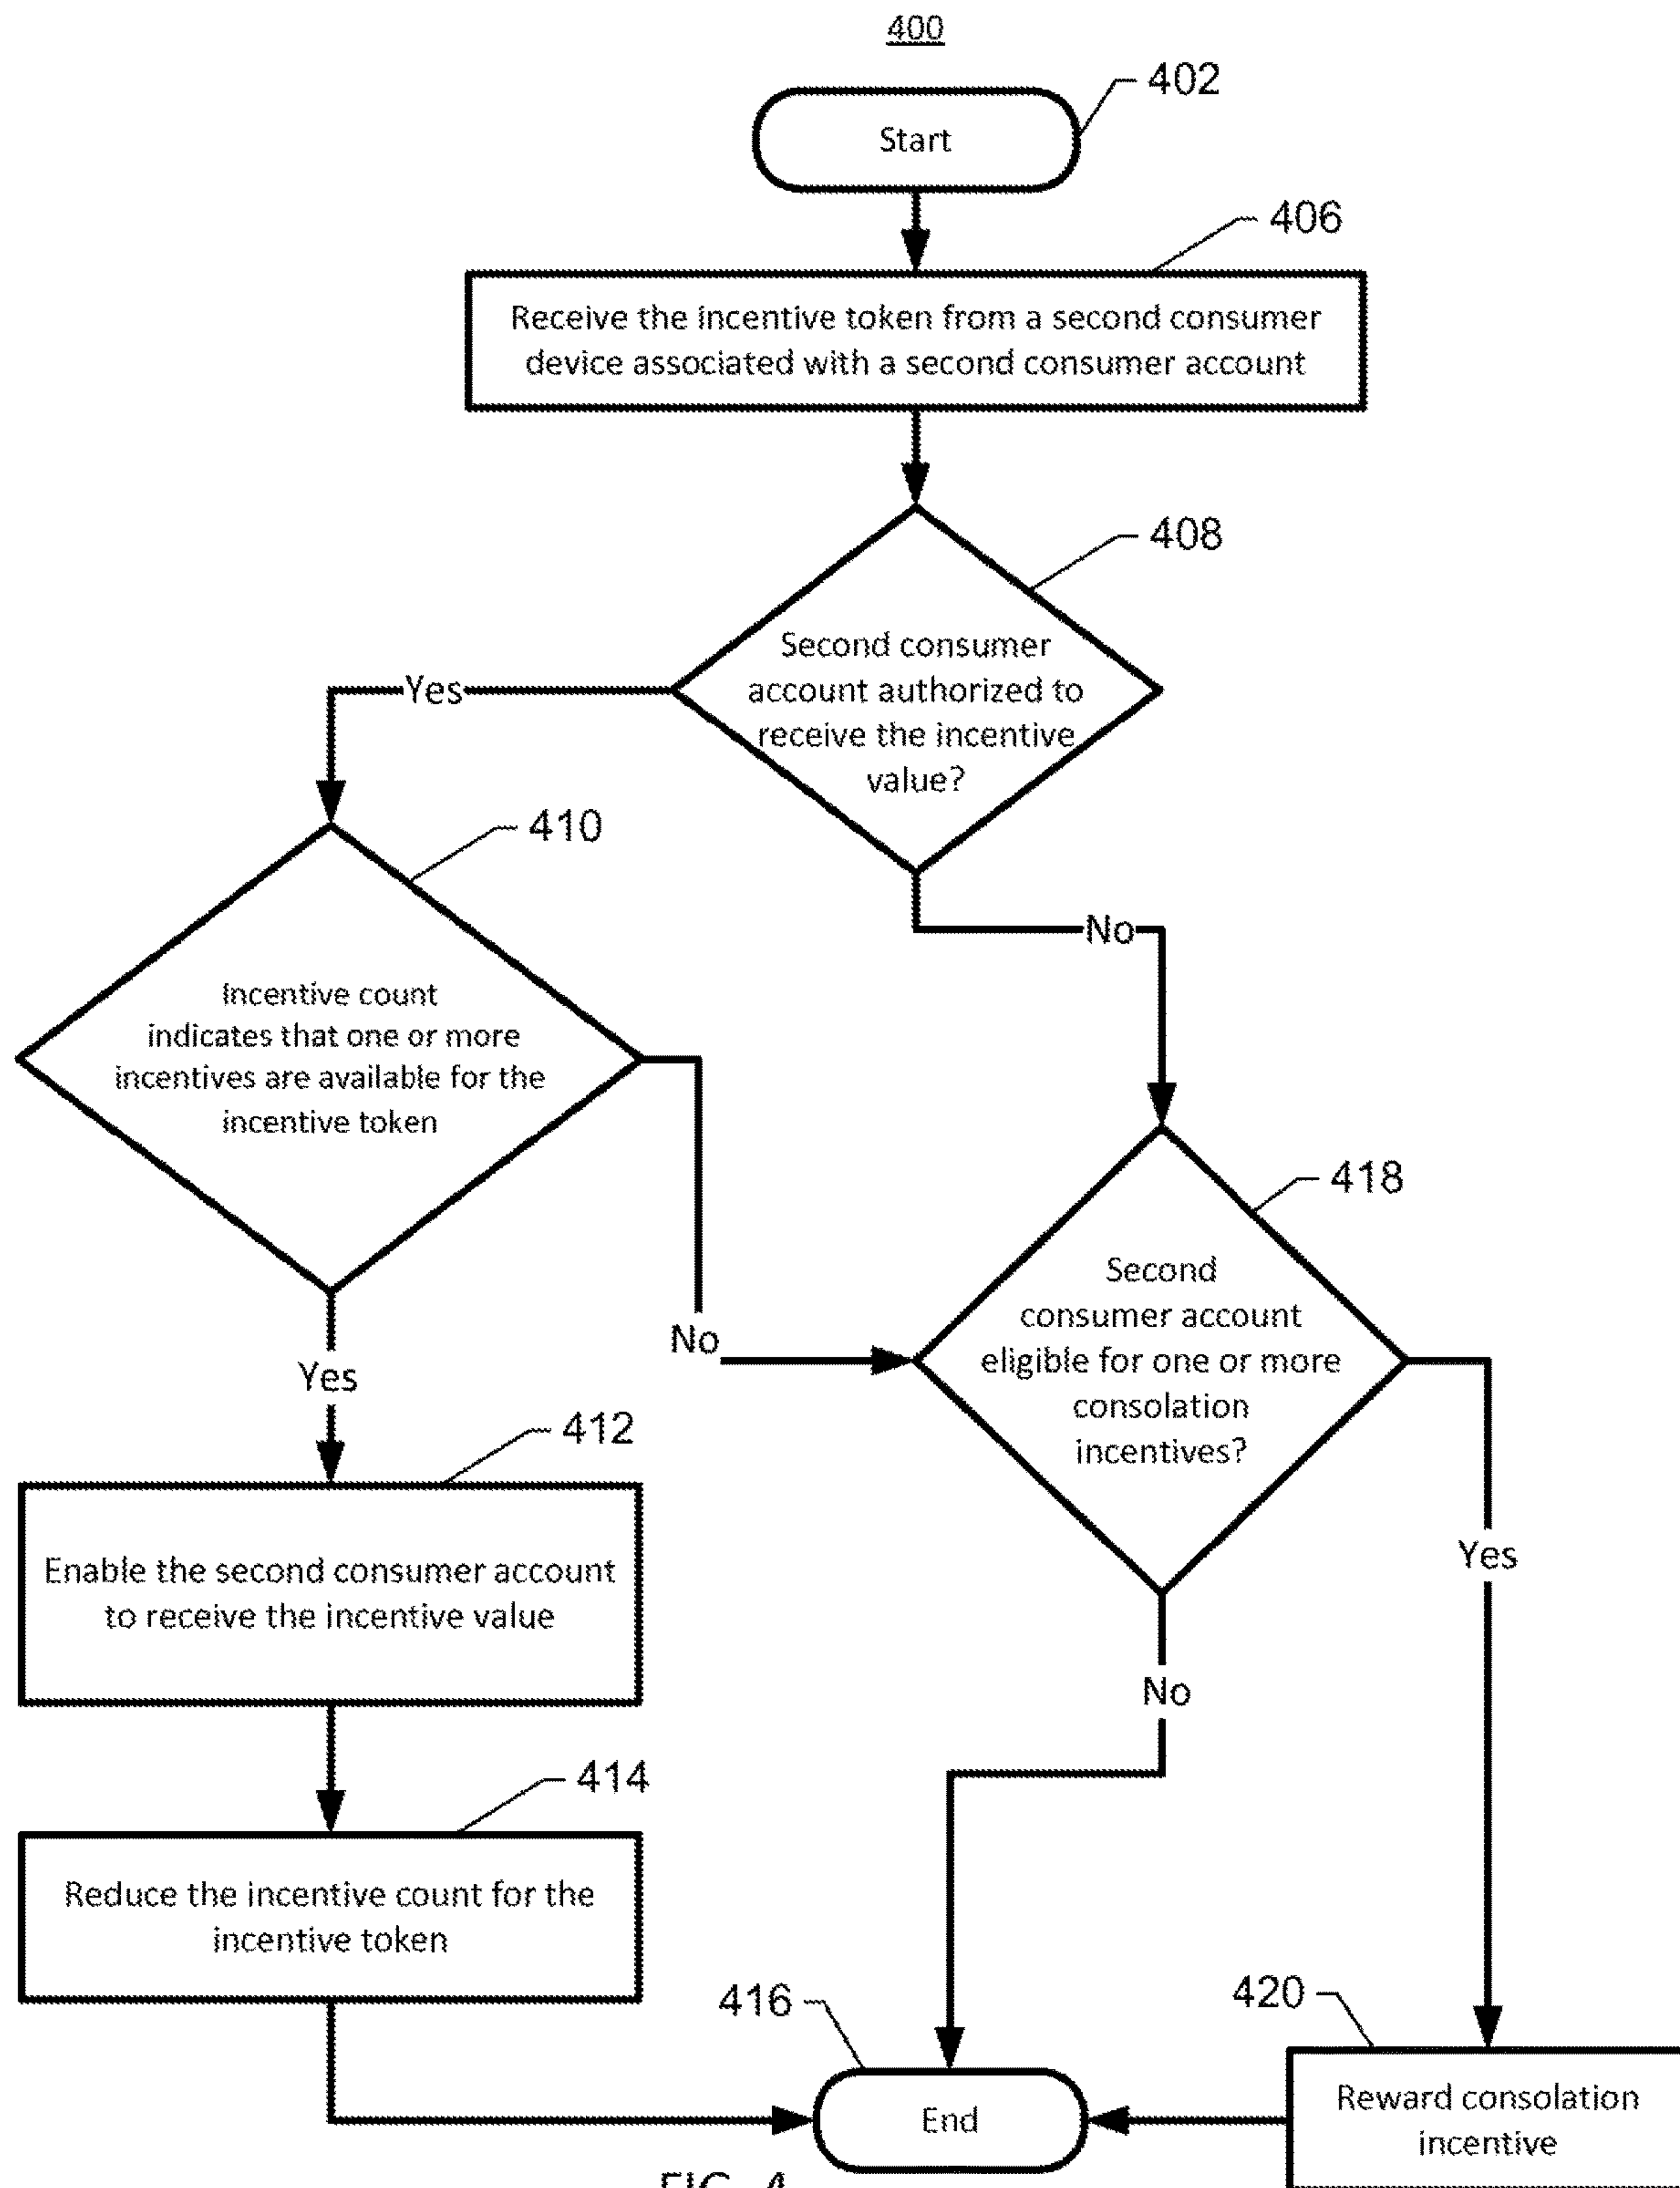 400
402
Start
406
Receive the incentive token from a second consumer
device associated with a second consumer account
408
Second consumer
account authorized to
receive the incentive
value?
Yes
410
No
Incentive count
indicates that one or more
incentives are available for the
incentive token
418
Second
consumer account
eligible for one or more
consolation
incentives?
No
Yes
412
Enable the second consumer account
to receive the incentive value
Yes
No
414
Reduce the incentive count for the
incentive token
416
420
End
Reward consolation
incentive
FIG. 4